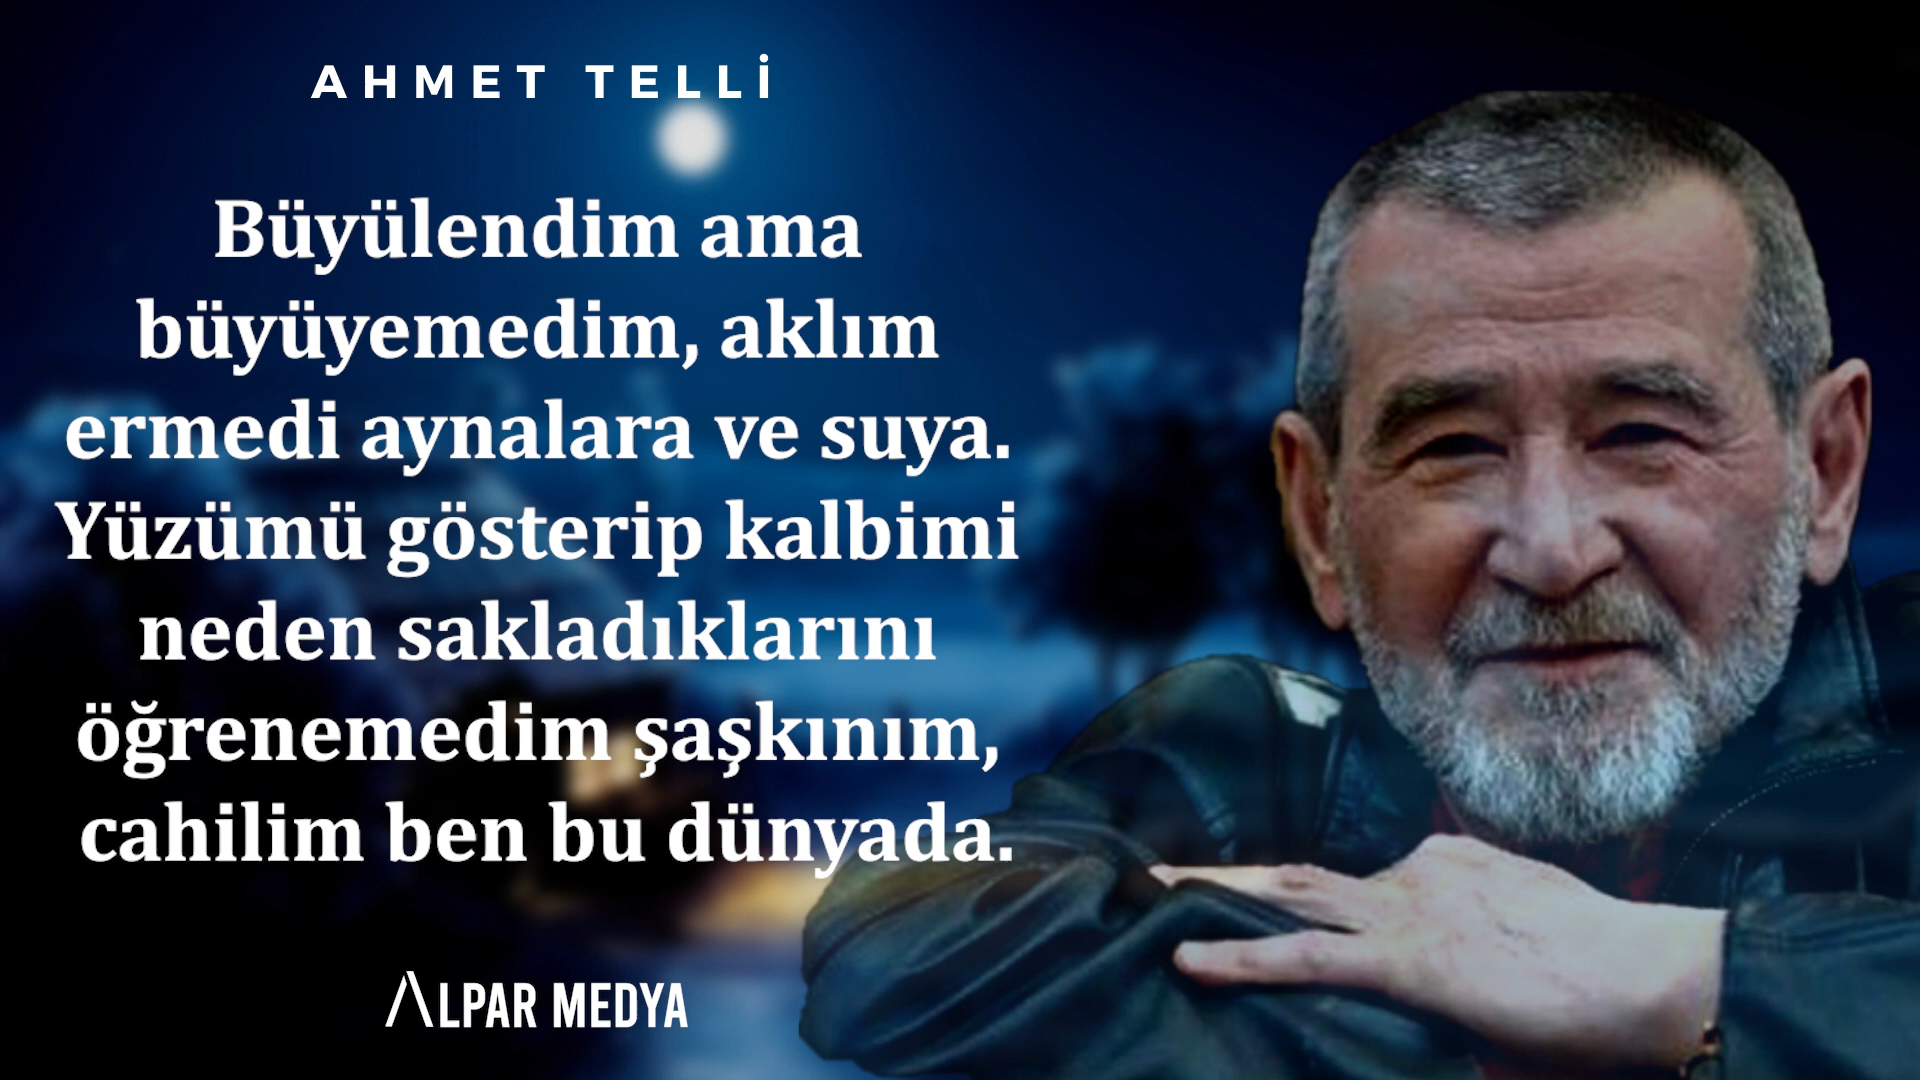 AHMET TELLİ
Büyülendim ama
büyüyemedim, aklım
ermedi aynalara ve suya.
Yüzümü gösterip kalbimi
neden sakladıklarını
öğrenemedim şaşkınım,
cahilim ben bu dünyada.
ALPAR MEDYA